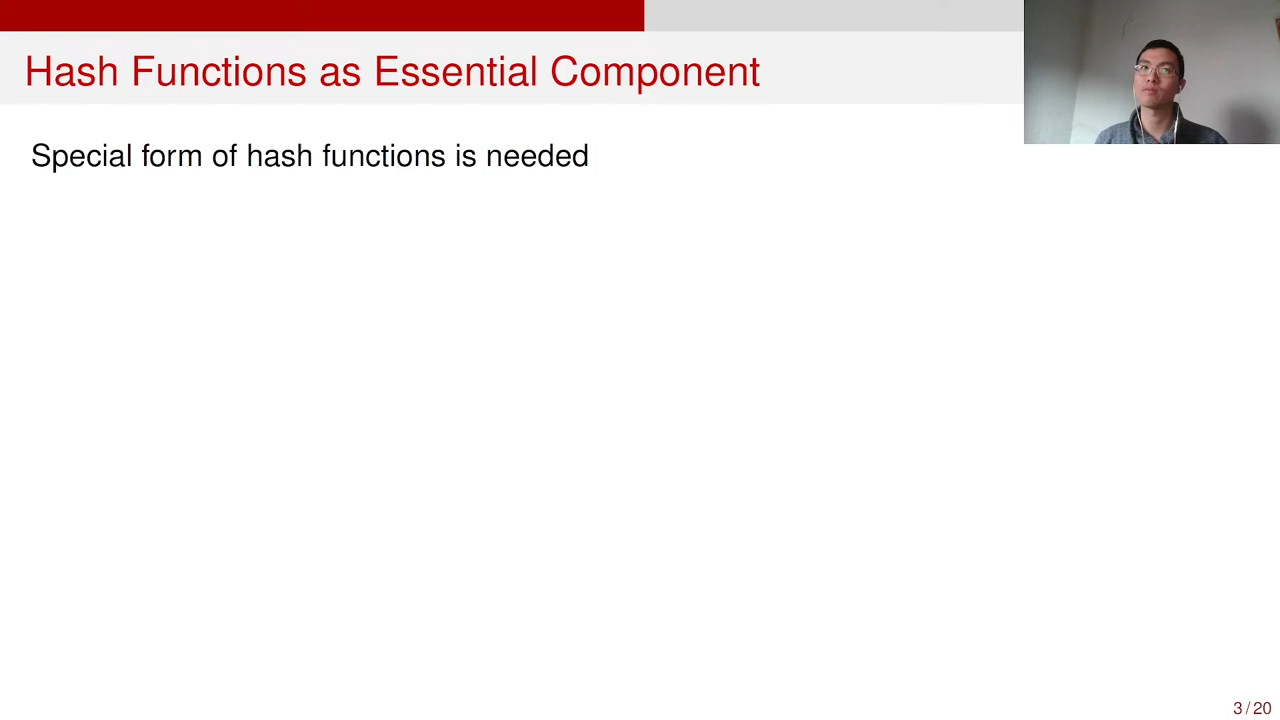 Hash Functions as Essential Component
Special form of hash functions is needed
3 / 20